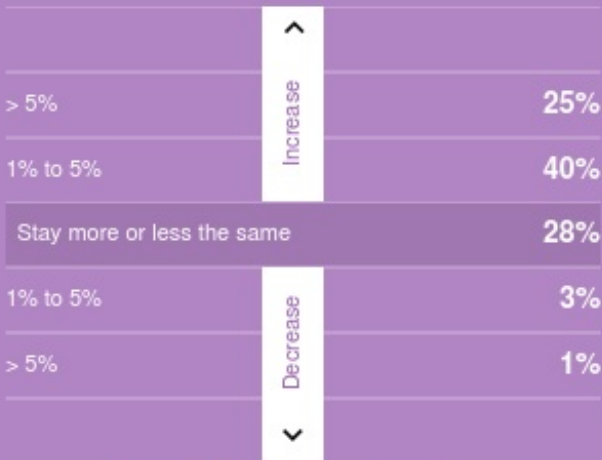 > 5% 25%
Increase
1% to 5% 40%
Stay more or less the same 28%
1% to 5% 3%
Decrease
> 5% 1%